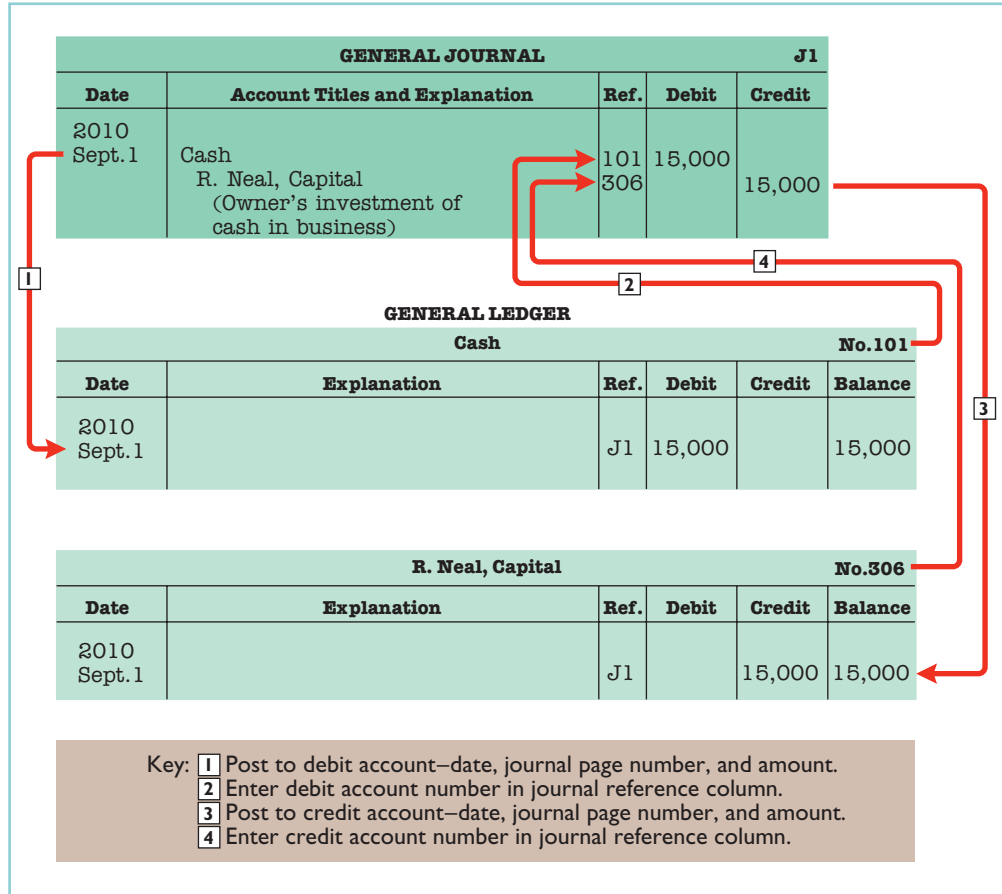 GENERAL JOURNAL J1
Date Account Titles and Explanation Ref. Debit Credit
2010
Sept. 1 Cash 101 15,000
R. Neal, Capital 306 15,000
(Owner's investment of
cash in business)
1
4
2
GENERAL LEDGER
Cash No. 101
Date Explanation Ref. Debit Credit Balance
3
2010
Sept. 1 J1 15,000 15,000
R. Neal, Capital No. 306
Date Explanation Ref. Debit Credit Balance
2010
Sept. 1 J1 15,000 15,000
Key: 1 Post to debit account–date, journal page number, and amount.
2 Enter debit account number in journal reference column.
3 Post to credit account–date, journal page number, and amount.
4 Enter credit account number in journal reference column.